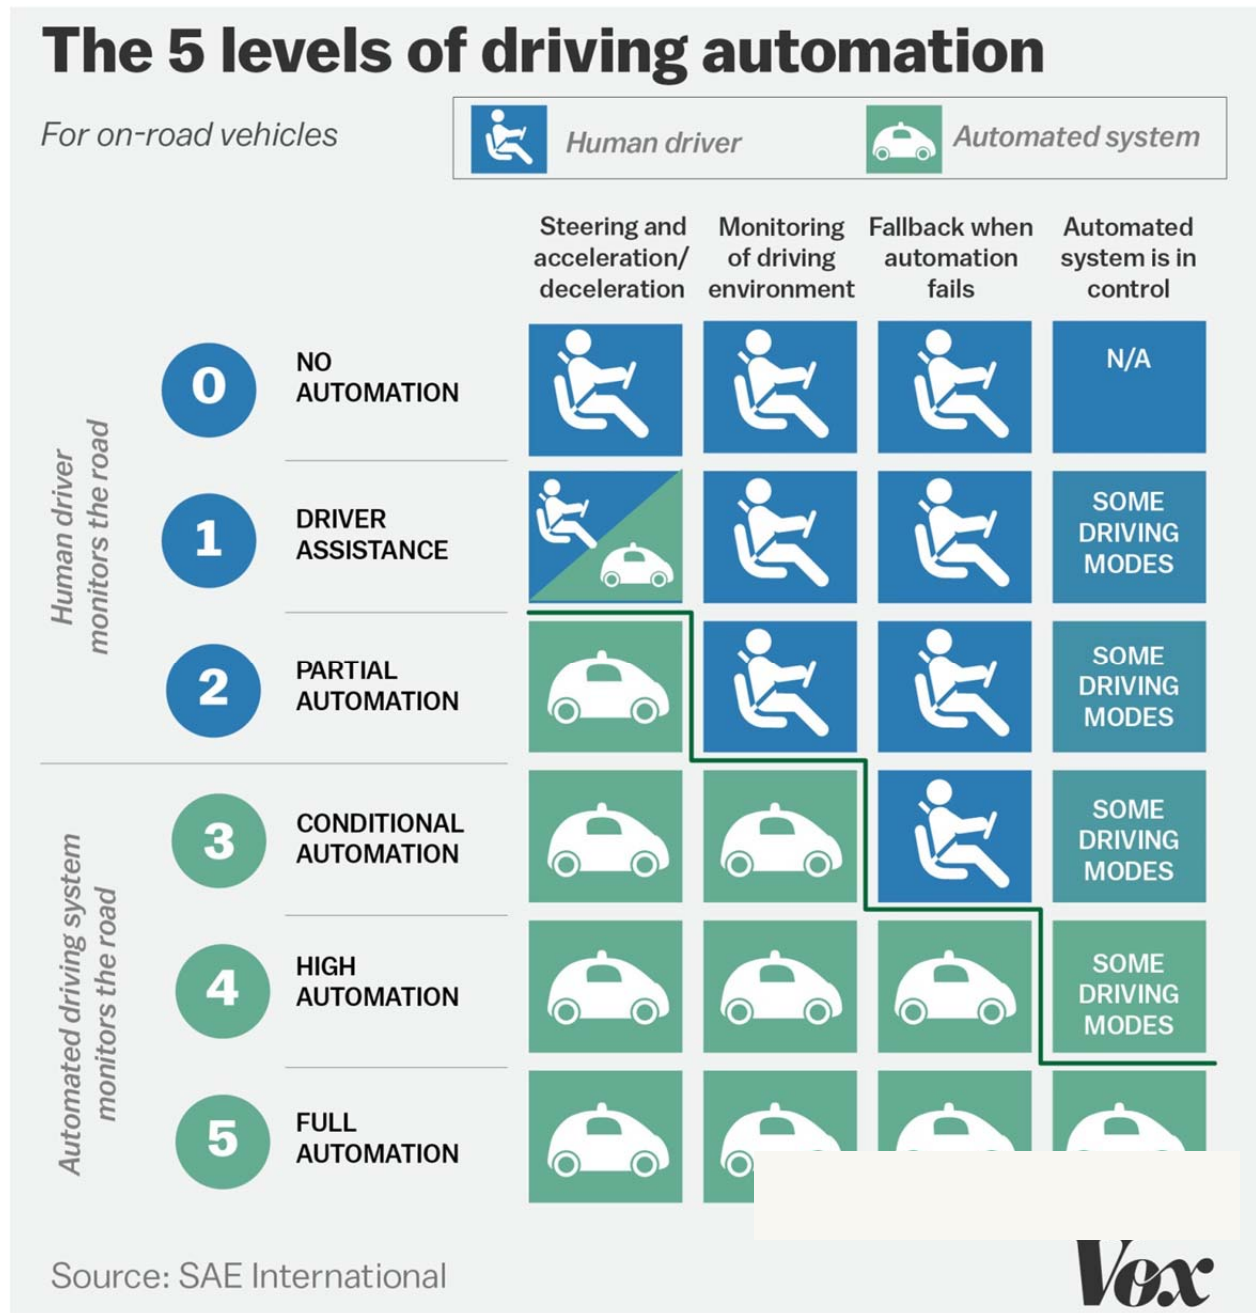 The 5 levels of driving automation
For on-road vehicles
Human driver
Automated system
Steering and
acceleration/
deceleration
Monitoring
of driving
environment
Fallback when
automation
fails
Automated
system is in
control
Human driver
monitors the road
0
NO
AUTOMATION
N/A
1
DRIVER
ASSISTANCE
SOME
DRIVING
MODES
2
PARTIAL
AUTOMATION
SOME
DRIVING
MODES
Automated driving system
monitors the road
3
CONDITIONAL
AUTOMATION
SOME
DRIVING
MODES
4
HIGH
AUTOMATION
SOME
DRIVING
MODES
5
FULL
AUTOMATION
Source: SAE International
Vox